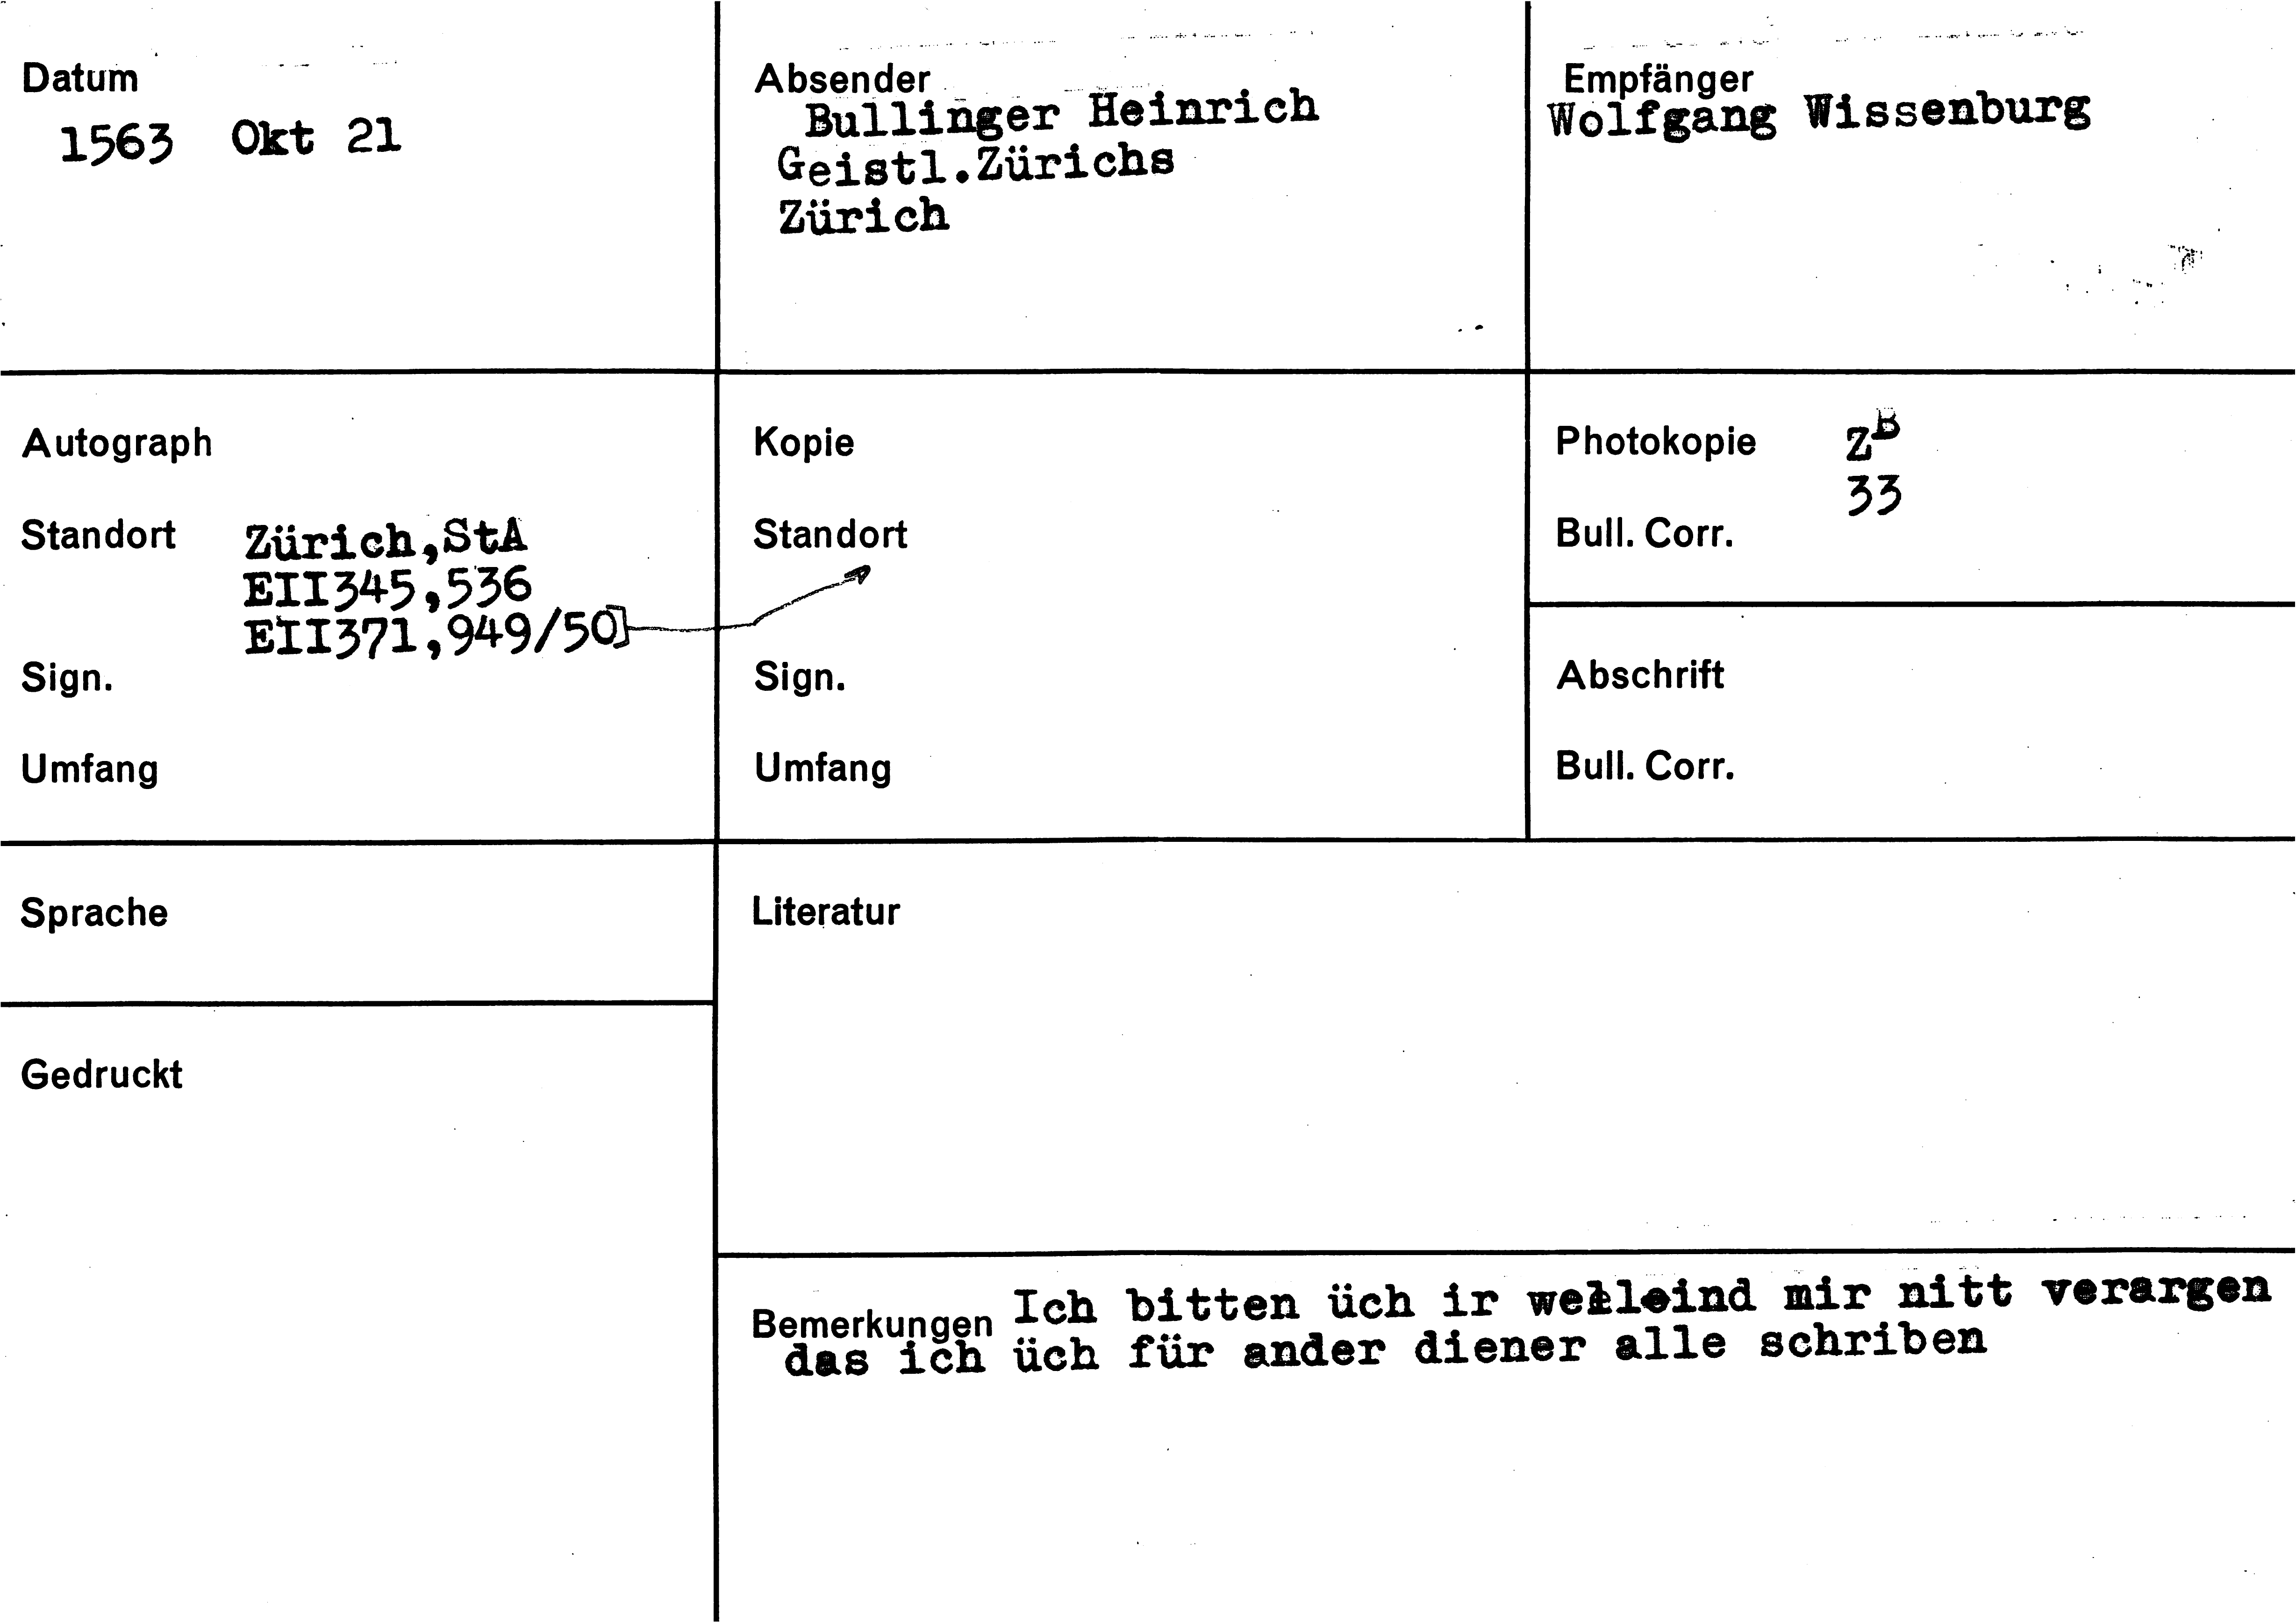 Datum
1563 Okt 21
Absender
Bullinger Heinrich
Geistl.Zürichs
Zürich
Empfänger
Wolfgang Wissenburg
Autograph
Standort Zürich,StA
EII345,536
EII371,949/50]
Sign.
Umfang
Kopie
Standort
Sign.
Umfang
Photokopie ZB
33
Bull. Corr.
Abschrift
Bull. Corr.
Sprache
Literatur
Gedruckt
Bemerkungen Ich bitten üch ir welleind mir nitt verargen
das ich üch für ander diener alle schriben